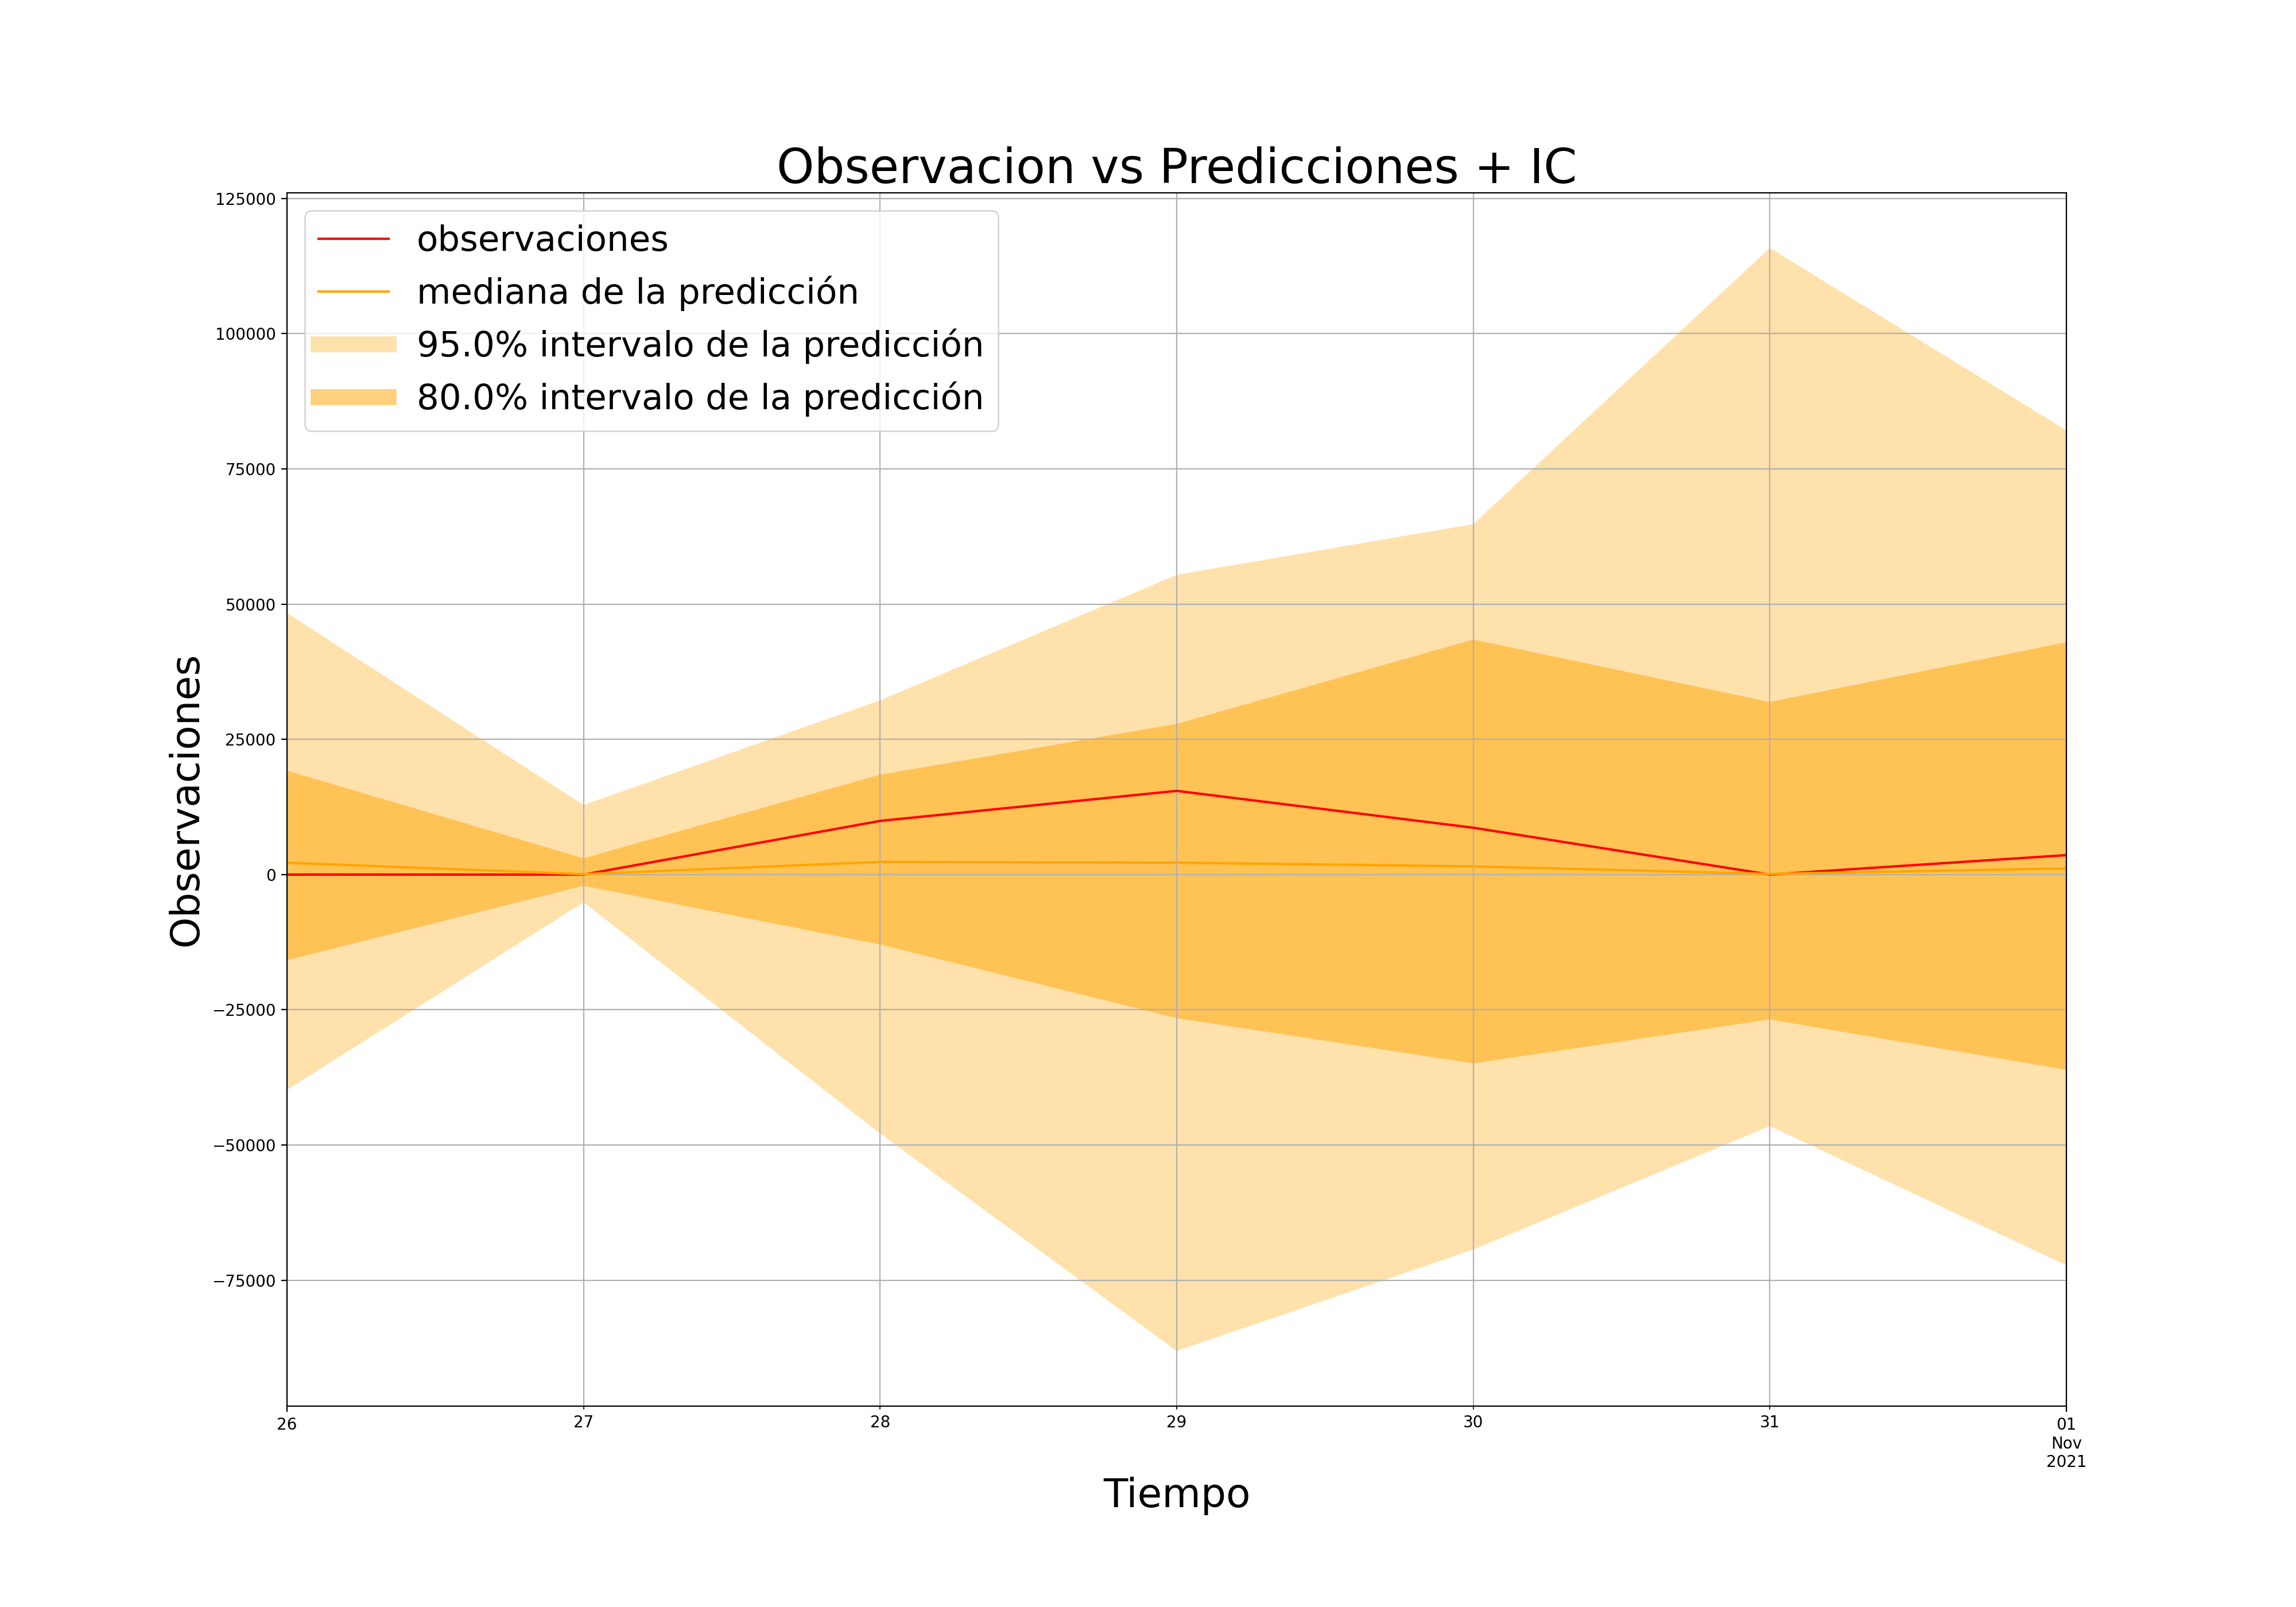 Observacion vs Predicciones + IC
125000
100000
75000
50000
25000
0
−25000
−50000
−75000
observaciones
mediana de la predicción
95.0% intervalo de la predicción
80.0% intervalo de la predicción
Observaciones
26 27 28 29 30 31 01
Nov
2021
Tiempo